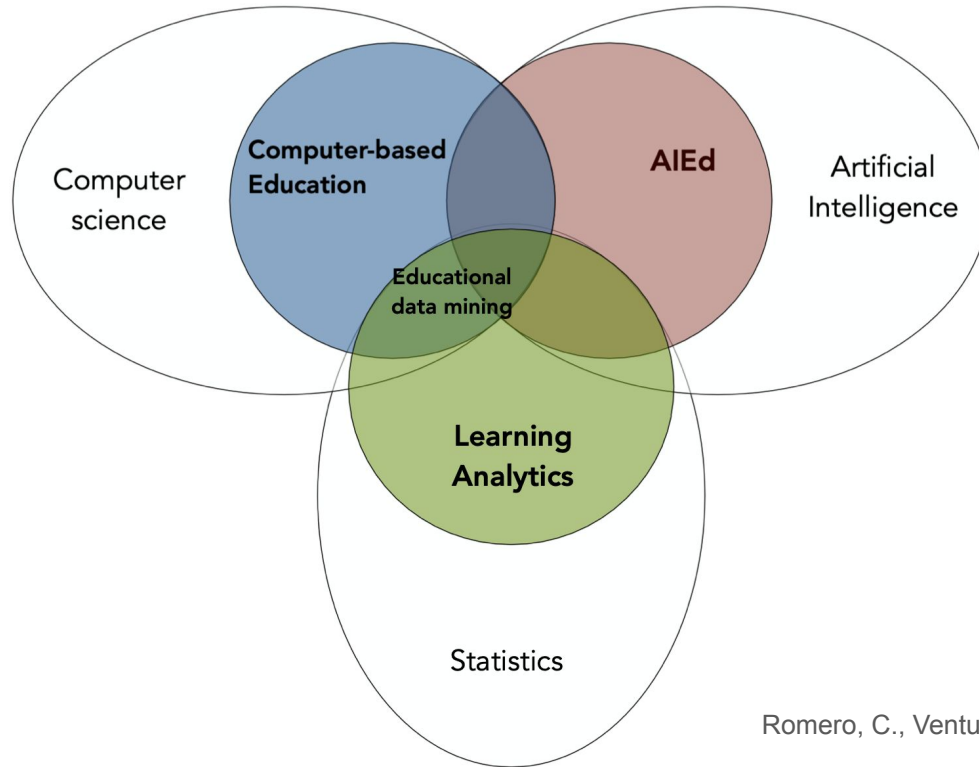 Computer-based
Education
AIEd
Computer
science
Artificial
Intelligence
Educational
data mining
Learning
Analytics
Statistics
Romero, C., Ventu